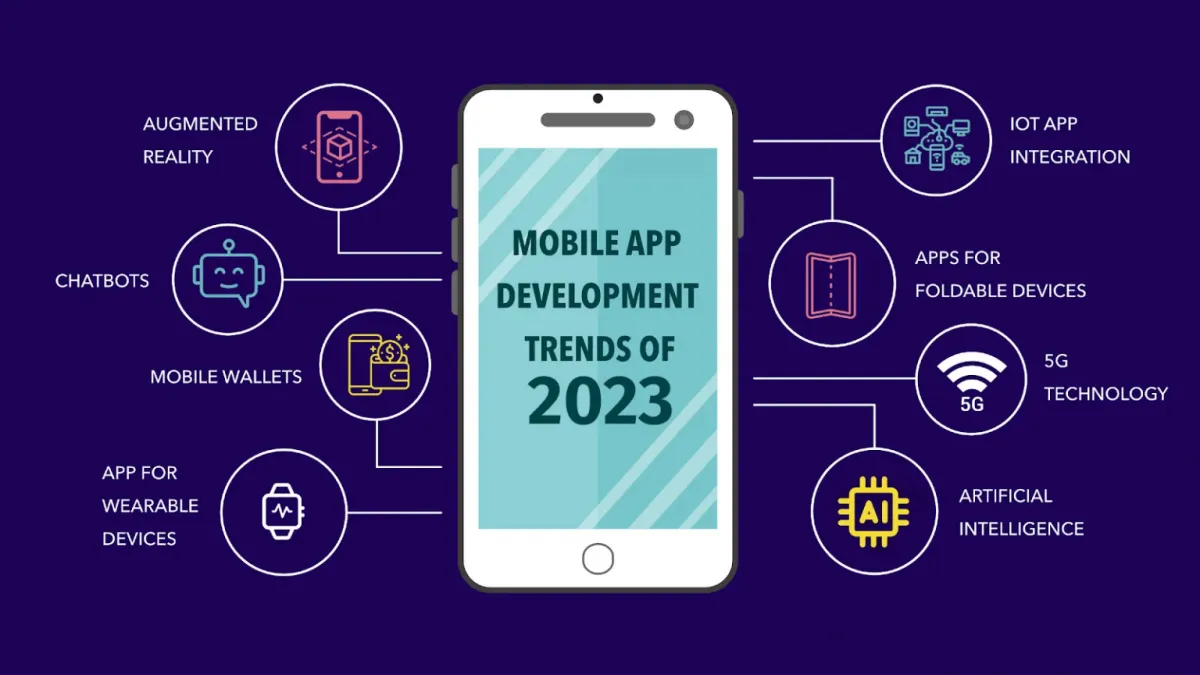 MOBILE APP
DEVELOPMENT
TRENDS OF
2023
AUGMENTED
REALITY
CHATBOTS
MOBILE WALLETS
APP FOR
WEARABLE
DEVICES
IOT APP
INTEGRATION
APPS FOR
FOLDABLE DEVICES
5G
5G
TECHNOLOGY
AI
ARTIFICIAL
INTELLIGENCE
$